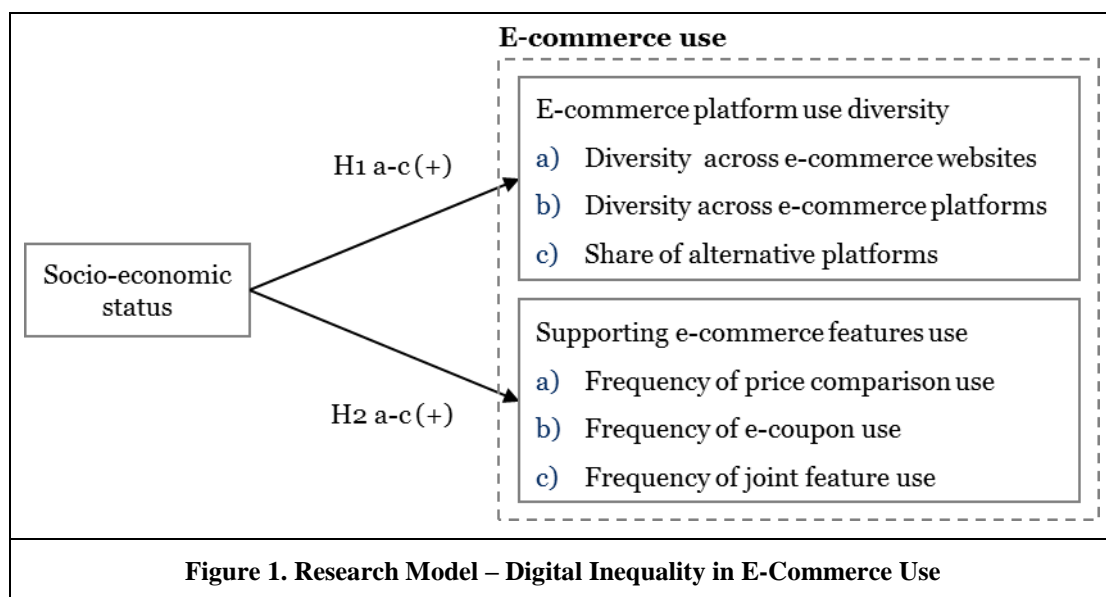 E-commerce use
E-commerce platform use diversity
a) Diversity across e-commerce websites
b) Diversity across e-commerce platforms
c) Share of alternative platforms
H1 a-c (+)
Socio-economic
status
H2 a-c (+)
Supporting e-commerce features use
a) Frequency of price comparison use
b) Frequency of e-coupon use
c) Frequency of joint feature use
Figure 1. Research Model – Digital Inequality in E-Commerce Use